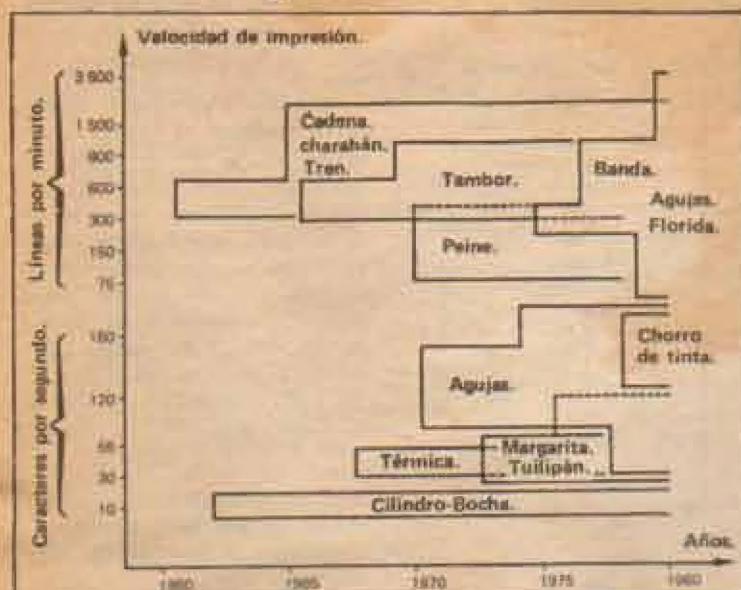 Velocidad de impresión.
Líneas por minuto.
3 600
1 500
900
600
300
150
75
Cadena.
charahán.
Tren.
Tambor.
Banda.
Agujas.
Florida.
Peine.
Caracteres por segundo.
180
120
30
10
Chorro
de tinta.
Agujas.
Margarita.
Tuilipán.
Térmica.
Cilindro-Bocha.
Años.
1960
1965
1970
1975
1980